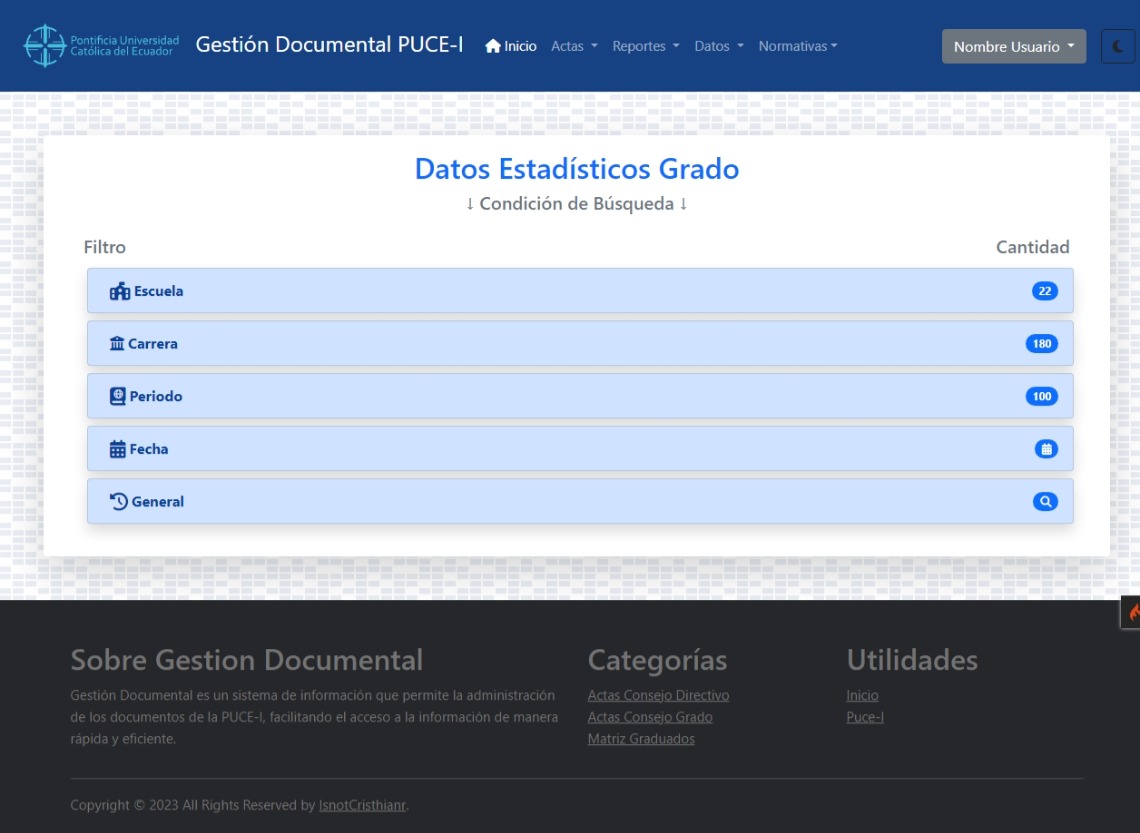 Pontificia Universidad
Católica del Ecuador
Gestión Documental PUCE-I
Inicio
Actas
Reportes
Datos
Normativas
Nombre Usuario
Datos Estadísticos Grado
↓ Condición de Búsqueda ↓
Filtro
Cantidad
Escuela
22
Carrera
180
Periodo
100
Fecha
General
Sobre Gestion Documental
Gestión Documental es un sistema de información que permite la administración
de los documentos de la PUCE-I, facilitando el acceso a la información de manera
rápida y eficiente.
Categorías
Actas Consejo Directivo
Actas Consejo Grado
Matriz Graduados
Utilidades
Inicio
Puce-I
Copyright © 2023 All Rights Reserved by IsnotCristhianr.